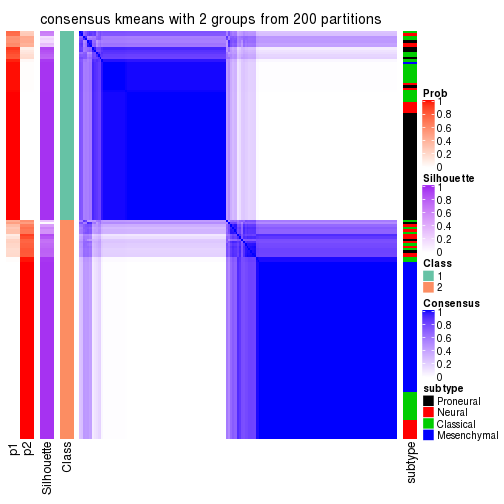 consensus kmeans with 2 groups from 200 partitions
Prob
1
0.8
0.6
0.4
0.2
0
Silhouette
1
0.8
0.6
0.4
0.2
0
Class
1
2
Consensus
1
0.8
0.6
0.4
0.2
0
subtype
Proneural
Neural
Classical
Mesenchymal
p1
p2
Silhouette
Class
subtype